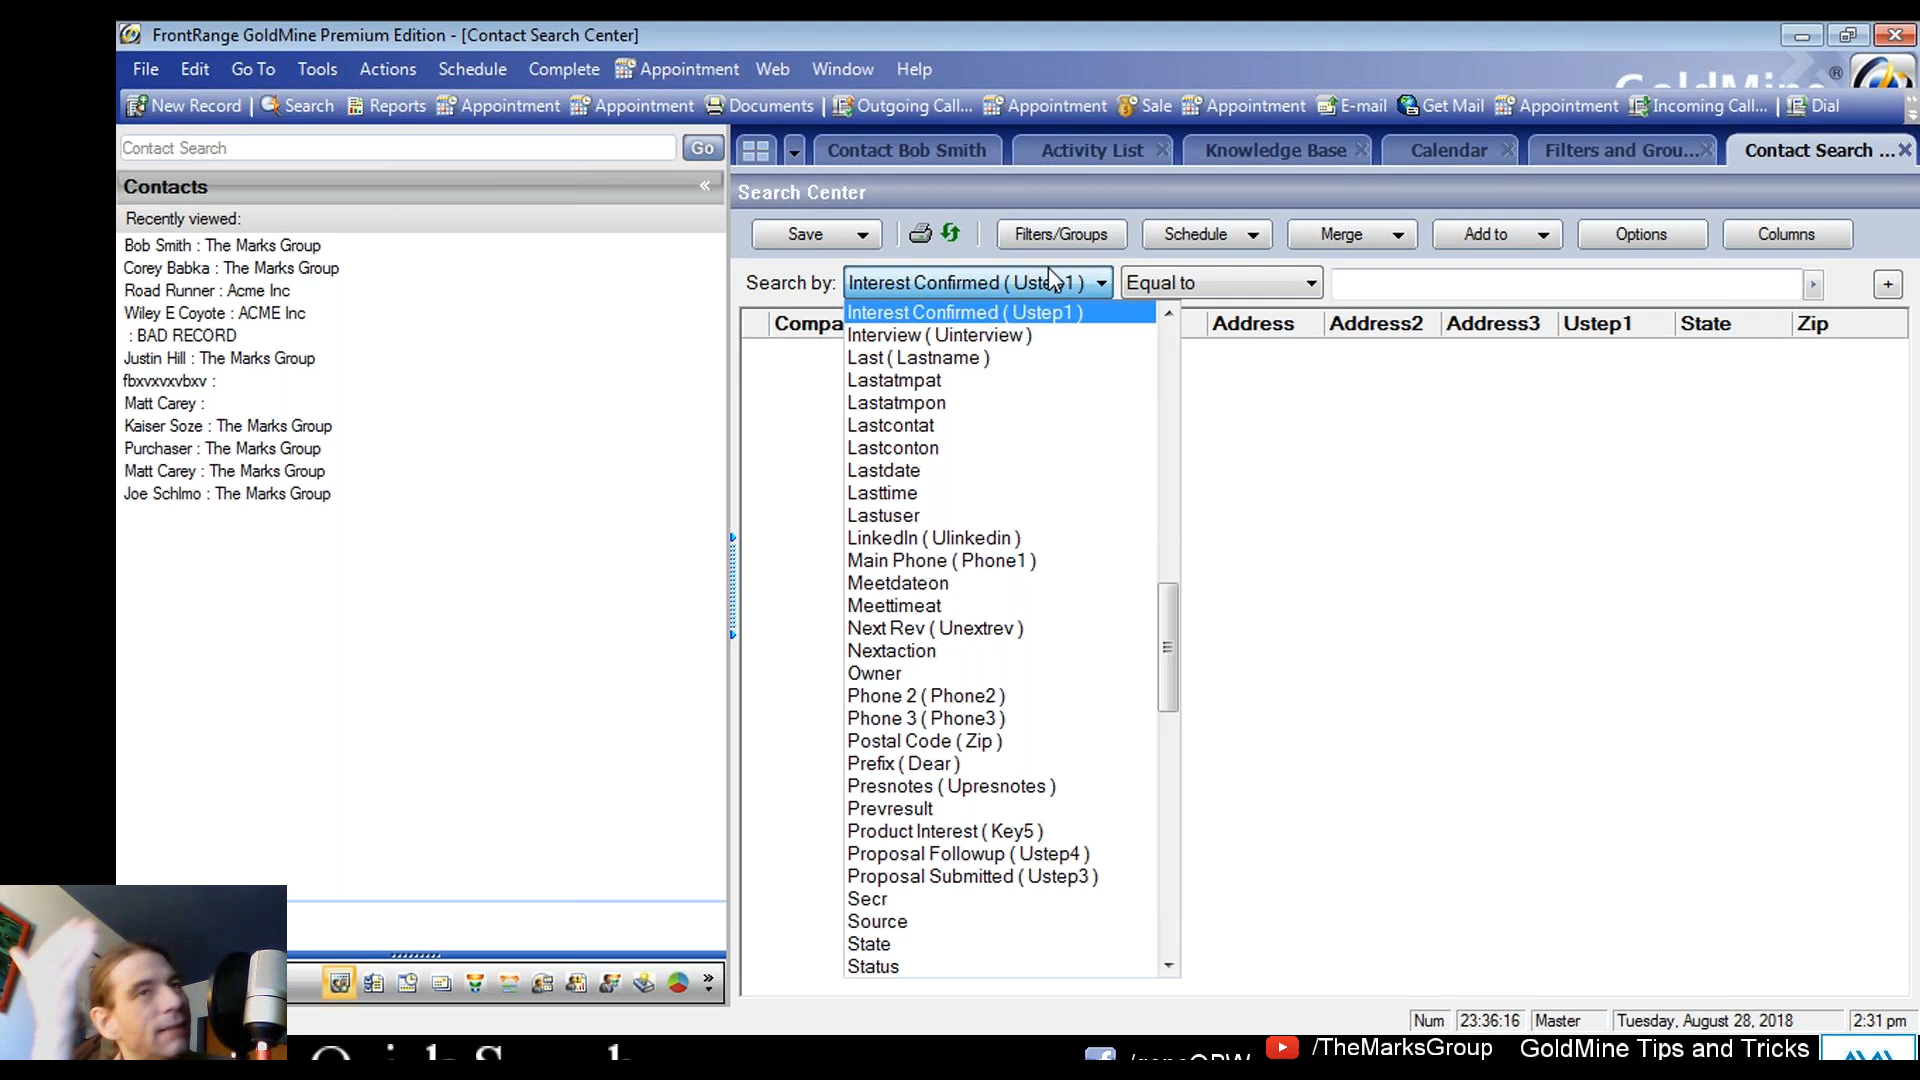 FrontRange GoldMine Premium Edition - [Contact Search Center]
File Edit Go To Tools Actions Schedule Complete Appointment Web Window Help
GoldMine ®
New Record Search Reports Appointment Appointment Documents Outgoing Call... Appointment Sale Appointment E-mail Get Mail Appointment Incoming Call... Dial
Contact Search Go
Contact Bob Smith Activity List Knowledge Base Calendar Filters and Grou... Contact Search ...
Contacts
Search Center
Recently viewed:
Bob Smith : The Marks Group
Corey Babka : The Marks Group
Road Runner : Acme Inc
Wiley E Coyote : ACME Inc
: BAD RECORD
Justin Hill : The Marks Group
fbxvxvxvbxv :
Matt Carey :
Kaiser Soze : The Marks Group
Purchaser : The Marks Group
Matt Carey : The Marks Group
Joe Schlmo : The Marks Group
Save Filters/Groups Schedule Merge Add to Options Columns
Search by: Interest Confirmed ( Ustep1 ) Equal to +
Compa Address Address2 Address3 Ustep1 State Zip
Interest Confirmed ( Ustep1 )
Interview ( Uinterview )
Last ( Lastname )
Lastatmpat
Lastatmpon
Lastcontat
Lastconton
Lastdate
Lasttime
Lastuser
LinkedIn ( Ulinkedin )
Main Phone ( Phone1 )
Meetdateon
Meettimeat
Next Rev ( Unextrev )
Nextaction
Owner
Phone 2 ( Phone2 )
Phone 3 ( Phone3 )
Postal Code ( Zip )
Prefix ( Dear )
Presnotes ( Upresnotes )
Prevresult
Product Interest ( Key5 )
Proposal Followup ( Ustep4 )
Proposal Submitted ( Ustep3 )
Secr
Source
State
Status
Num 23:36:16 Master Tuesday, August 28, 2018 2:31 pm
/TheMarksGroup GoldMine Tips and Tricks